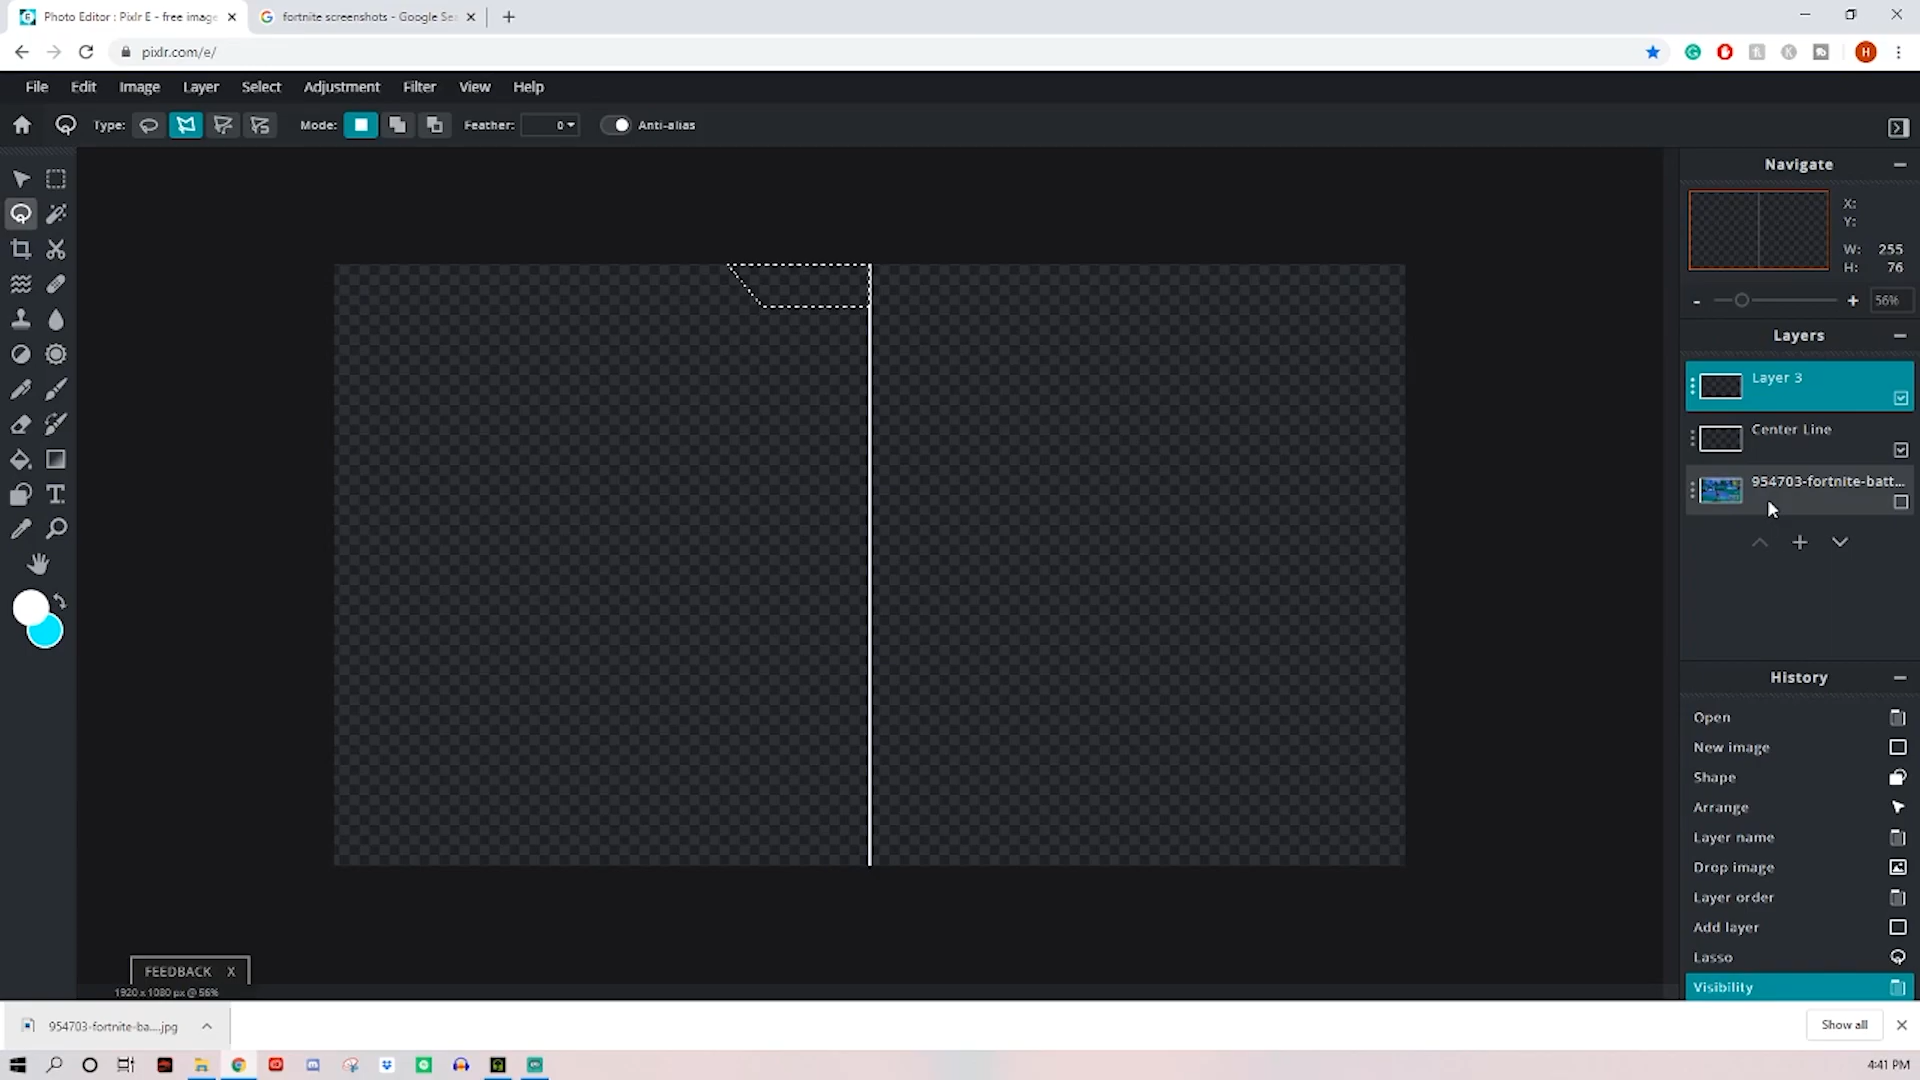 Photo Editor : Pixlr E - free image
fortnite screenshots - Google Sea
pixlr.com/e/
H
File Edit Image Layer Select Adjustment Filter View Help
Type: Mode: Feather: 0 Anti-alias
Navigate
X:
Y:
W: 255
H: 76
- + 56%
Layers
Layer 3
Center Line
954703-fortnite-batt...
History
Open
New image
Shape
Arrange
Layer name
Drop image
Layer order
Add layer
Lasso
Visibility
FEEDBACK X
1920 x 1080 px @ 56%
954703-fortnite-ba....jpg
Show all
4:41 PM